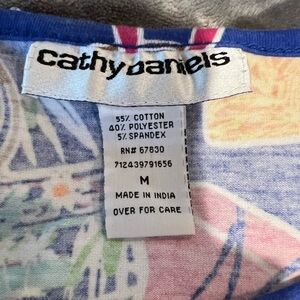 cathy daniels
55% COTTON
40% POLYESTER
5% SPANDEX
RN# 67830
712439791656
M
MADE IN INDIA
OVER FOR CARE